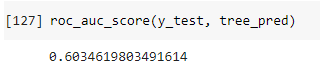 [127] roc_auc_score(y_test, tree_pred)
0.6034619803491614